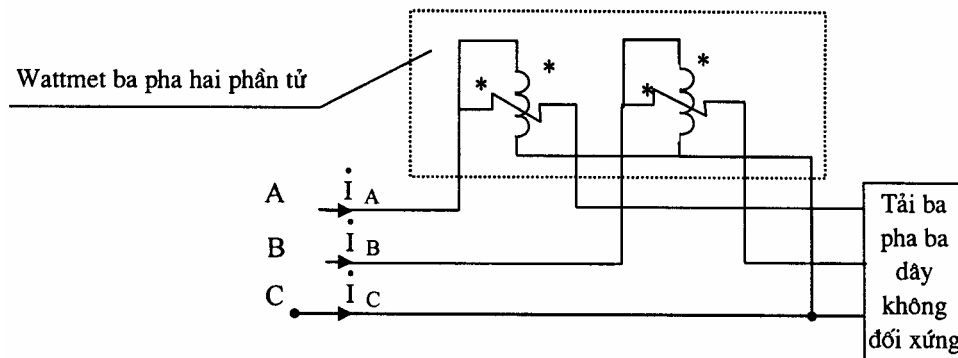 Wattmet ba pha hai phần tử
* *
* *
A İ A
B İ B
C İ C
Tải ba
pha ba
dây
không
đối xứng